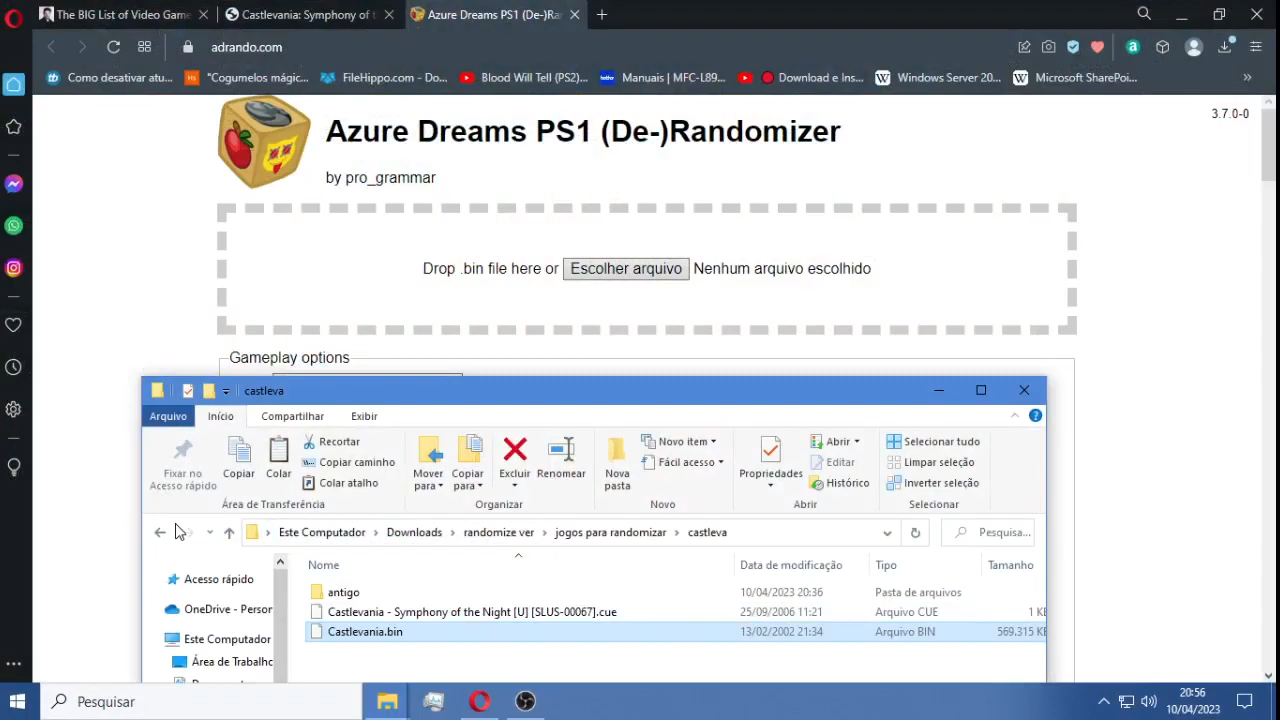 The BIG List of Video Game
Castlevania: Symphony of t
Azure Dreams PS1 (De-)Ra
adrando.com
Como desativar atu...
"Cogumelos mágic...
FileHippo.com - Do...
Blood Will Tell (PS2)...
Manuais | MFC-L89...
Download e Ins...
Windows Server 20...
Microsoft SharePoi...
3.7.0-0
Azure Dreams PS1 (De-)Randomizer
by pro_grammar
Drop .bin file here or Escolher arquivo Nenhum arquivo escolhido
Gameplay options
castleva
Arquivo Início Compartilhar Exibir
Fixar no Acesso rápido
Copiar
Colar
Recortar
Copiar caminho
Colar atalho
Área de Transferência
Mover para
Copiar para
Excluir
Renomear
Organizar
Nova pasta
Novo item
Fácil acesso
Novo
Propriedades
Abrir
Editar
Histórico
Abrir
Selecionar tudo
Limpar seleção
Inverter seleção
Selecionar
Este Computador > Downloads > randomize ver > jogos para randomizar > castleva
Pesquisa...
Nome Data de modificação Tipo Tamanho
Acesso rápido
OneDrive - Person
Este Computador
Área de Trabalho
antigo 10/04/2023 20:36 Pasta de arquivos
Castlevania - Symphony of the Night [U] [SLUS-00067].cue 25/09/2006 11:21 Arquivo CUE 1 KB
Castlevania.bin 13/02/2002 21:34 Arquivo BIN 569.315 KB
Pesquisar
20:56
10/04/2023